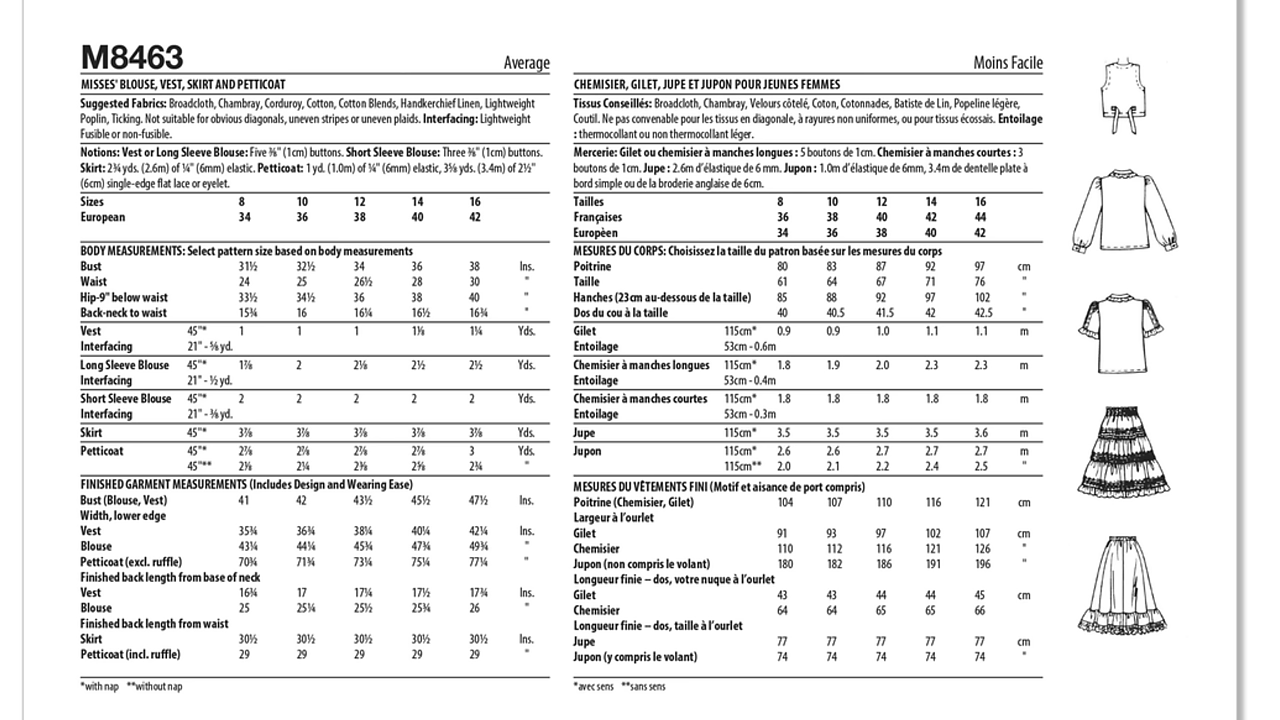 M8463 Average
MISSES' BLOUSE, VEST, SKIRT AND PETTICOAT
Suggested Fabrics: Broadcloth, Chambray, Corduroy, Cotton, Cotton Blends, Handkerchief Linen, Lightweight
Poplin, Ticking. Not suitable for obvious diagonals, uneven stripes or uneven plaids. Interfacing: Lightweight
Fusible or non-fusible.
Notions: Vest or Long Sleeve Blouse: Five ⅜" (1cm) buttons. Short Sleeve Blouse: Three ⅜" (1cm) buttons.
Skirt: 2¾ yds. (2.6m) of ¼" (6mm) elastic. Petticoat: 1 yd. (1.0m) of ¼" (6mm) elastic, 3⅝ yds. (3.4m) of 2½"
(6cm) single-edge flat lace or eyelet.
Sizes 8 10 12 14 16
European 34 36 38 40 42
BODY MEASUREMENTS: Select pattern size based on body measurements
Bust 31½ 32½ 34 36 38 Ins.
Waist 24 25 26½ 28 30 "
Hip-9" below waist 33½ 34½ 36 38 40 "
Back-neck to waist 15¾ 16 16¼ 16½ 16¾ "
Vest 45"* 1 1 1 1⅛ 1¼ Yds.
Interfacing 21" - ⅝ yd.
Long Sleeve Blouse 45"* 1⅞ 2 2⅛ 2½ 2½ Yds.
Interfacing 21" - ½ yd.
Short Sleeve Blouse 45"* 2 2 2 2 2 Yds.
Interfacing 21" - ⅜ yd.
Skirt 45"* 3⅞ 3⅞ 3⅞ 3⅞ 3⅞ Yds.
Petticoat 45"* 2⅞ 2⅞ 2⅞ 2⅞ 3 Yds.
45"** 2⅛ 2¼ 2⅜ 2⅝ 2¾ "
FINISHED GARMENT MEASUREMENTS (Includes Design and Wearing Ease)
Bust (Blouse, Vest) 41 42 43½ 45½ 47½ Ins.
Width, lower edge
Vest 35¾ 36¾ 38¼ 40¼ 42¼ Ins.
Blouse 43¼ 44¼ 45¾ 47¾ 49¾ "
Petticoat (excl. ruffle) 70¾ 71¾ 73¼ 75¼ 77¼ "
Finished back length from base of neck
Vest 16¾ 17 17¼ 17½ 17¾ Ins.
Blouse 25 25¼ 25½ 25¾ 26 "
Finished back length from waist
Skirt 30½ 30½ 30½ 30½ 30½ Ins.
Petticoat (incl. ruffle) 29 29 29 29 29 "
*with nap **without nap
Moins Facile
CHEMISIER, GILET, JUPE ET JUPON POUR JEUNES FEMMES
Tissus Conseillés: Broadcloth, Chambray, Velours côtelé, Coton, Cotonnades, Batiste de Lin, Popeline légère,
Coutil. Ne pas convenable pour les tissus en diagonale, à rayures non uniformes, ou pour tissus écossais. Entoilage
: thermocollant ou non thermocollant léger.
Mercerie: Gilet ou chemisier à manches longues : 5 boutons de 1cm. Chemisier à manches courtes : 3
boutons de 1cm. Jupe : 2.6m d'élastique de 6 mm. Jupon : 1.0m d'élastique de 6mm, 3.4m de dentelle plate à
bord simple ou de la broderie anglaise de 6cm.
Tailles 8 10 12 14 16
Françaises 36 38 40 42 44
Europèen 34 36 38 40 42
MESURES DU CORPS: Choisissez la taille du patron basée sur les mesures du corps
Poitrine 80 83 87 92 97 cm
Taille 61 64 67 71 76 "
Hanches (23cm au-dessous de la taille) 85 88 92 97 102 "
Dos du cou à la taille 40 40.5 41.5 42 42.5 "
Gilet 115cm* 0.9 0.9 1.0 1.1 1.1 m
Entoilage 53cm - 0.6m
Chemisier à manches longues 115cm* 1.8 1.9 2.0 2.3 2.3 m
Entoilage 53cm - 0.4m
Chemisier à manches courtes 115cm* 1.8 1.8 1.8 1.8 1.8 m
Entoilage 53cm - 0.3m
Jupe 115cm* 3.5 3.5 3.5 3.5 3.6 m
Jupon 115cm* 2.6 2.6 2.7 2.7 2.7 m
115cm** 2.0 2.1 2.2 2.4 2.5 "
MESURES DU VÊTEMENTS FINI (Motif et aisance de port compris)
Poitrine (Chemisier, Gilet) 104 107 110 116 121 cm
Largeur à l'ourlet
Gilet 91 93 97 102 107 cm
Chemisier 110 112 116 121 126 "
Jupon (non compris le volant) 180 182 186 191 196 "
Longueur finie – dos, votre nuque à l'ourlet
Gilet 43 43 44 44 45 cm
Chemisier 64 64 65 65 66
Longueur finie – dos, taille à l'ourlet
Jupe 77 77 77 77 77 cm
Jupon (y compris le volant) 74 74 74 74 74 "
*avec sens **sans sens